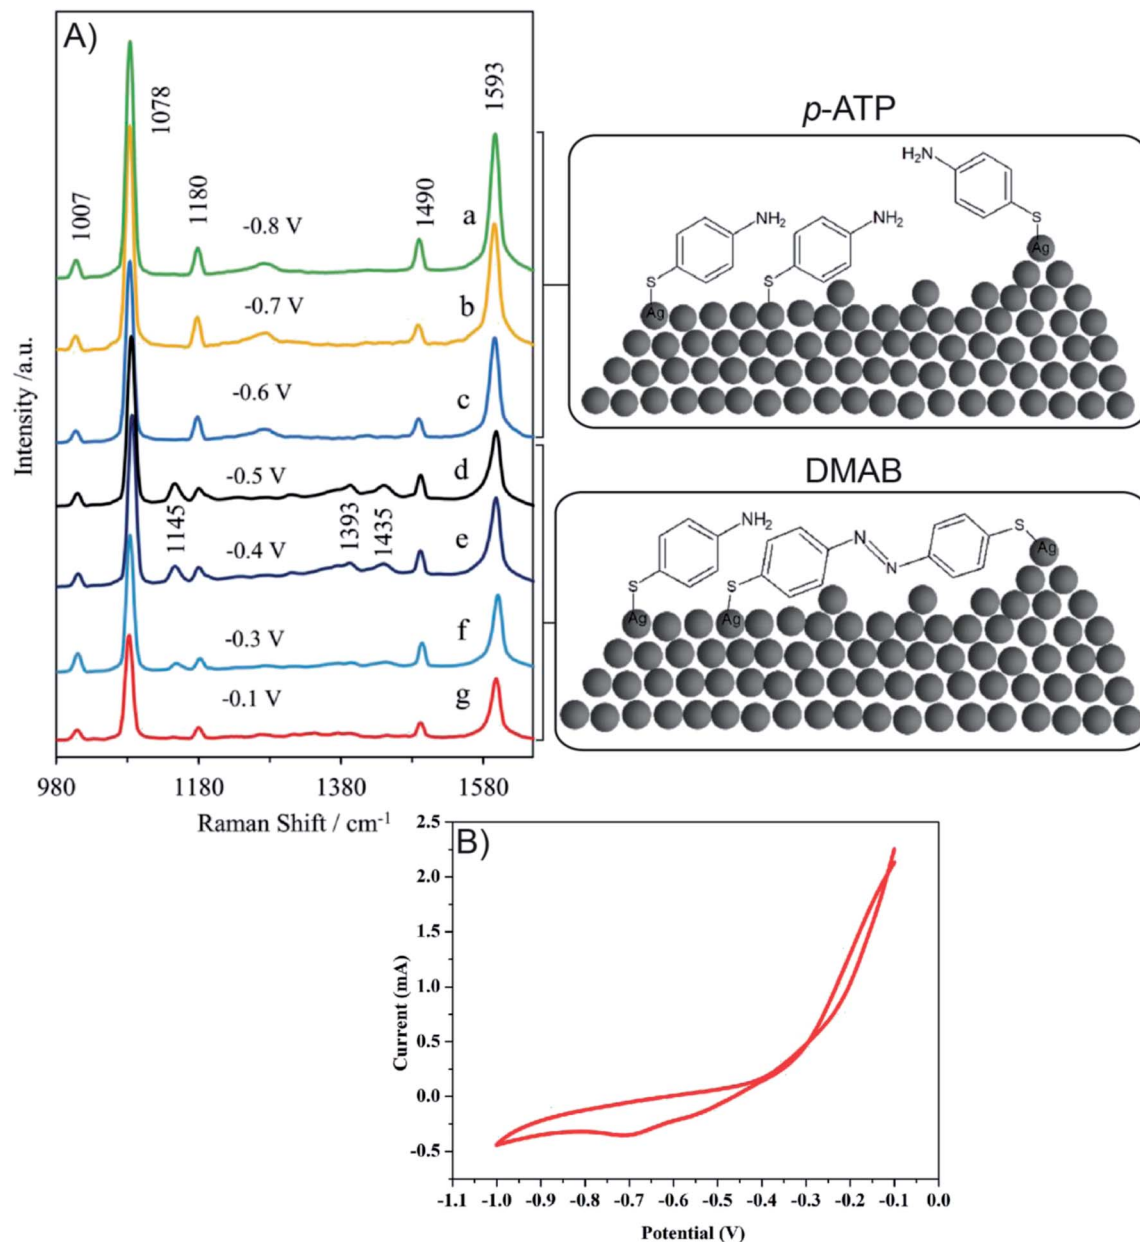 A)
1007
1078
1180
1490
1593
-0.8 V
a
-0.7 V
b
-0.6 V
c
-0.5 V
d
1145
1393
1435
-0.4 V
e
-0.3 V
f
-0.1 V
g
Intensity /a.u.
980 1180 1380 1580
Raman Shift / cm-1
p-ATP
H2N
S
Ag
NH2
NH2
S
S
Ag
DMAB
NH2
N
N
S
Ag
S
S
Ag
Ag
B)
2.5
2.0
1.5
1.0
0.5
0.0
-0.5
Current (mA)
-1.1 -1.0 -0.9 -0.8 -0.7 -0.6 -0.5 -0.4 -0.3 -0.2 -0.1 0.0
Potential (V)